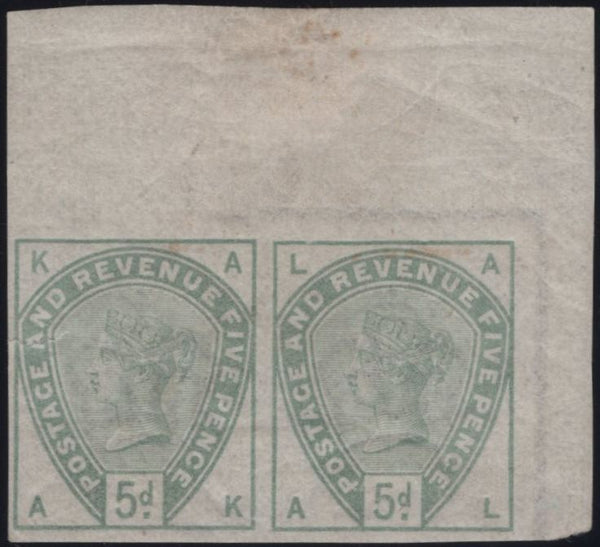 K A
POSTAGE AND REVENUE FIVE PENCE
A 5d. K
L A
POSTAGE AND REVENUE FIVE PENCE
A 5d. L